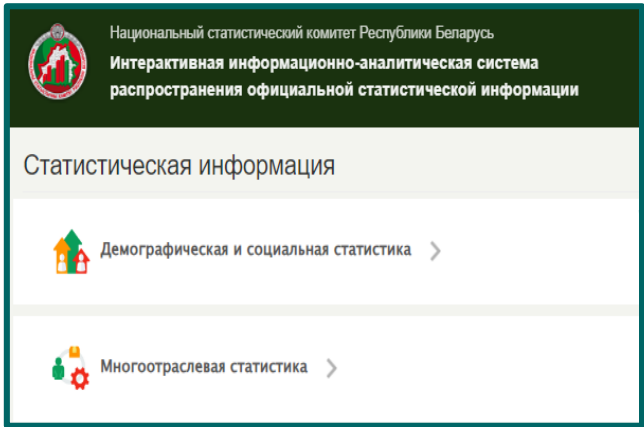 Национальный статистический комитет Республики Беларусь
Интерактивная информационно-аналитическая система
распространения официальной статистической информации
Статистическая информация
Демографическая и социальная статистика
Многоотраслевая статистика